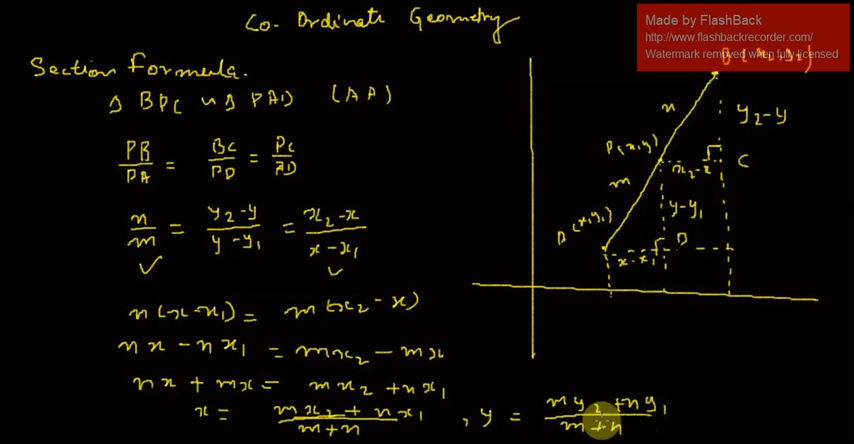 Co-Ordinate Geometry
Made by FlashBack
http://www.flashbackrecorder.com/
Watermark removed when fully licensed
Section Formula.
Δ BPC ∼ Δ PAD (AA)
PB/PA = BC/PD = PC/AD
n/m = (y₂-y)/(y-y₁) = (x₂-x)/(x-x₁)
✓ ✓
n(x-x₁) = m(x₂-x)
nx - nx₁ = mx₂ - mx
nx + mx = mx₂ + nx₁
x = (mx₂ + nx₁)/(m+n) , y = (my₂ + ny₁)/(m+n)
n
y₂-y
P(x,y)
x₂-x
C
m
y-y₁
(x₁y₁)
D
x-x₁